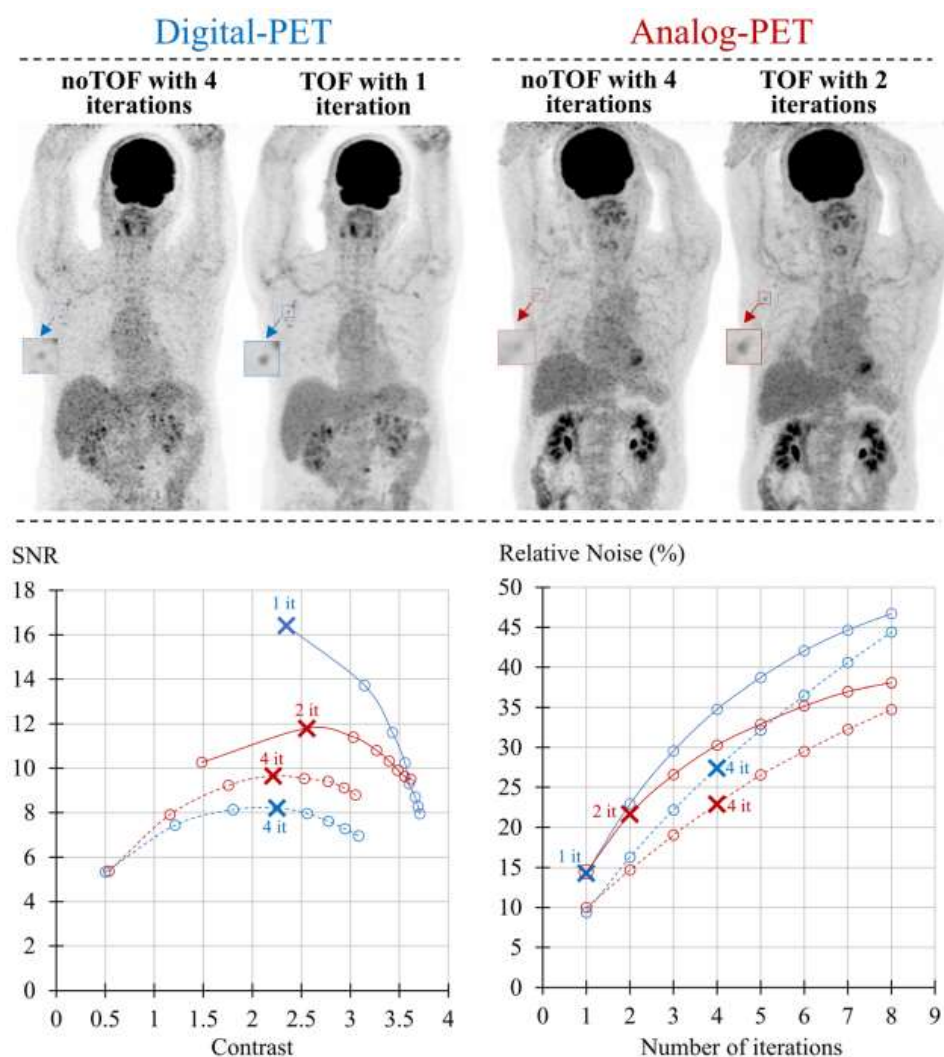 Digital-PET
Analog-PET
noTOF with 4
iterations
TOF with 1
iteration
noTOF with 4
iterations
TOF with 2
iterations
SNR
18
16
14
12
10
8
6
4
2
0
0
0.5
1
1.5
2
2.5
3
3.5
4
Contrast
1 it
2 it
4 it
4 it
Relative Noise (%)
50
45
40
35
30
25
20
15
10
5
0
0
1
2
3
4
5
6
7
8
9
Number of iterations
1 it
2 it
4 it
4 it